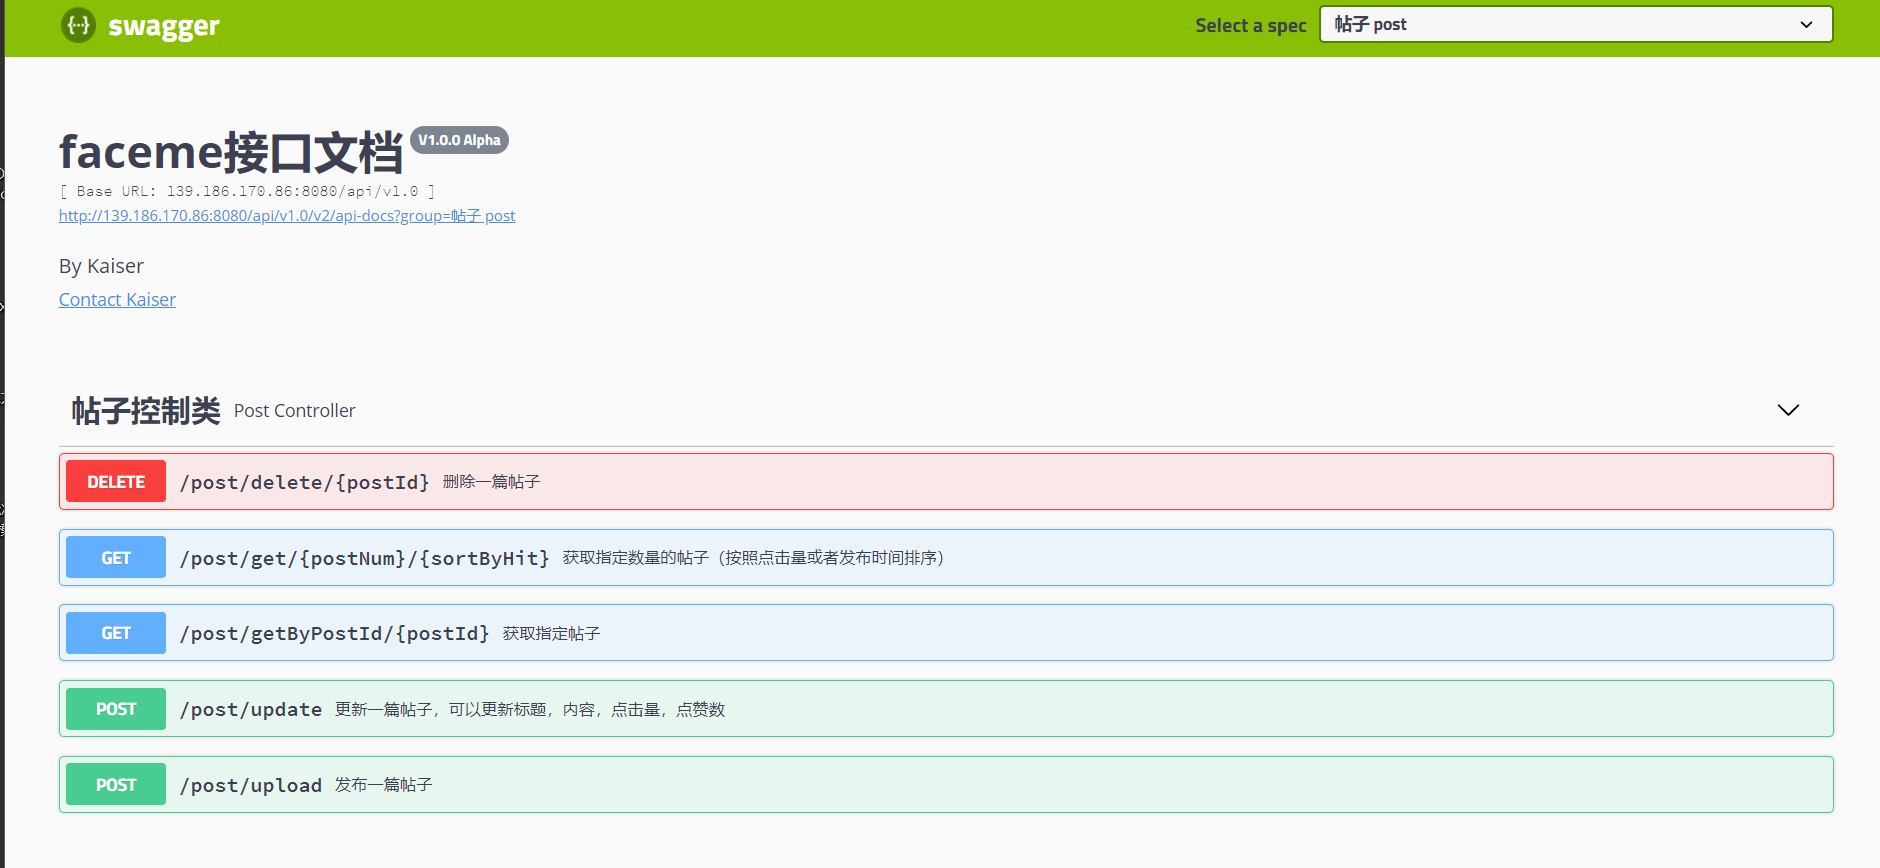 swagger
Select a spec
帖子 post
faceme接口文档 V1.0.0 Alpha
[ Base URL: 139.186.170.86:8080/api/v1.0 ]
http://139.186.170.86:8080/api/v1.0/v2/api-docs?group=帖子 post
By Kaiser
Contact Kaiser
帖子控制类 Post Controller
DELETE /post/delete/{postId} 删除一篇帖子
GET /post/get/{postNum}/{sortByHit} 获取指定数量的帖子（按照点击量或者发布时间排序）
GET /post/getByPostId/{postId} 获取指定帖子
POST /post/update 更新一篇帖子，可以更新标题，内容，点击量，点赞数
POST /post/upload 发布一篇帖子